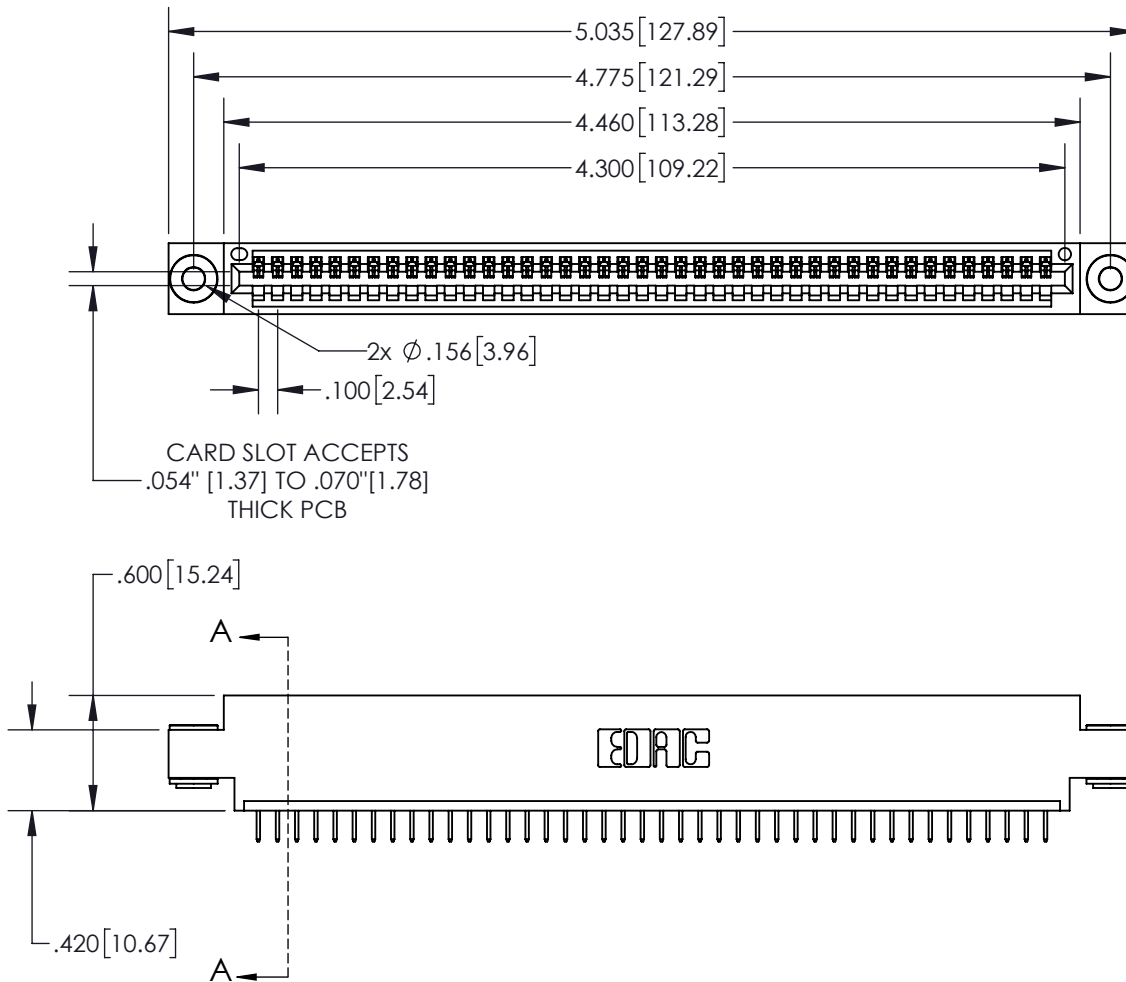 5.035[127.89]
4.775[121.29]
4.460[113.28]
4.300[109.22]
2x Ø.156[3.96]
.100[2.54]
CARD SLOT ACCEPTS
.054" [1.37] TO .070"[1.78]
THICK PCB
.600[15.24]
A
EDAC
.420[10.67]
A